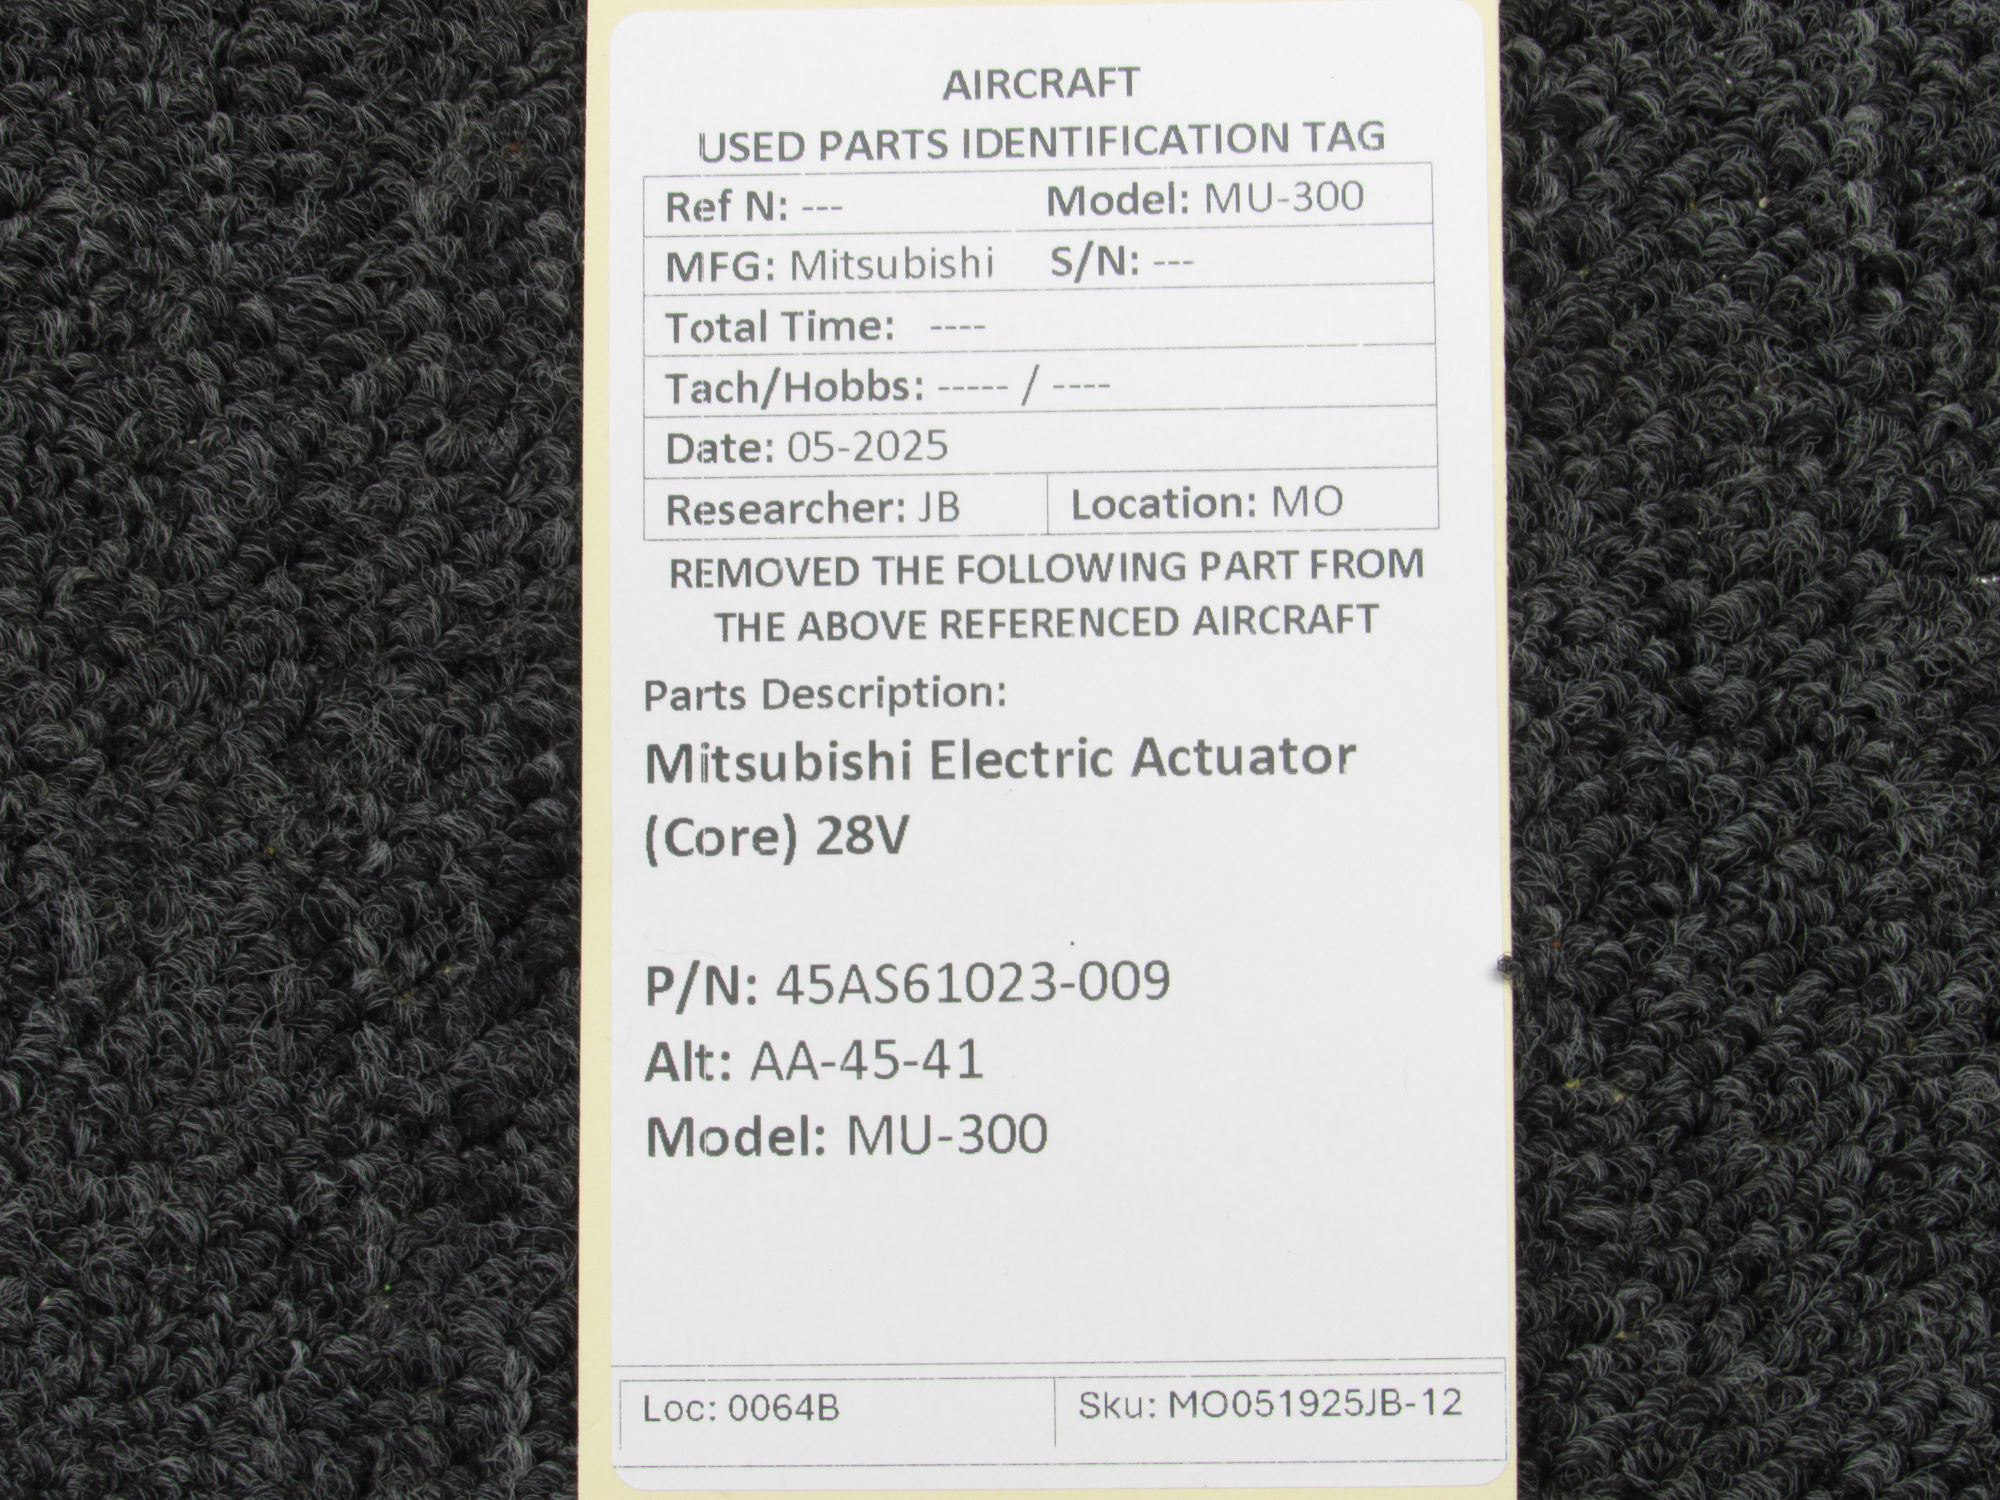 AIRCRAFT
USED PARTS IDENTIFICATION TAG
Ref N: --- Model: MU-300
MFG: Mitsubishi S/N: ---
Total Time: ----
Tach/Hobbs: ----- / ----
Date: 05-2025
Researcher: JB Location: MO
REMOVED THE FOLLOWING PART FROM
THE ABOVE REFERENCED AIRCRAFT
Parts Description:
Mitsubishi Electric Actuator
(Core) 28V
P/N: 45AS61023-009
Alt: AA-45-41
Model: MU-300
Loc: 0064B Sku: MO051925JB-12